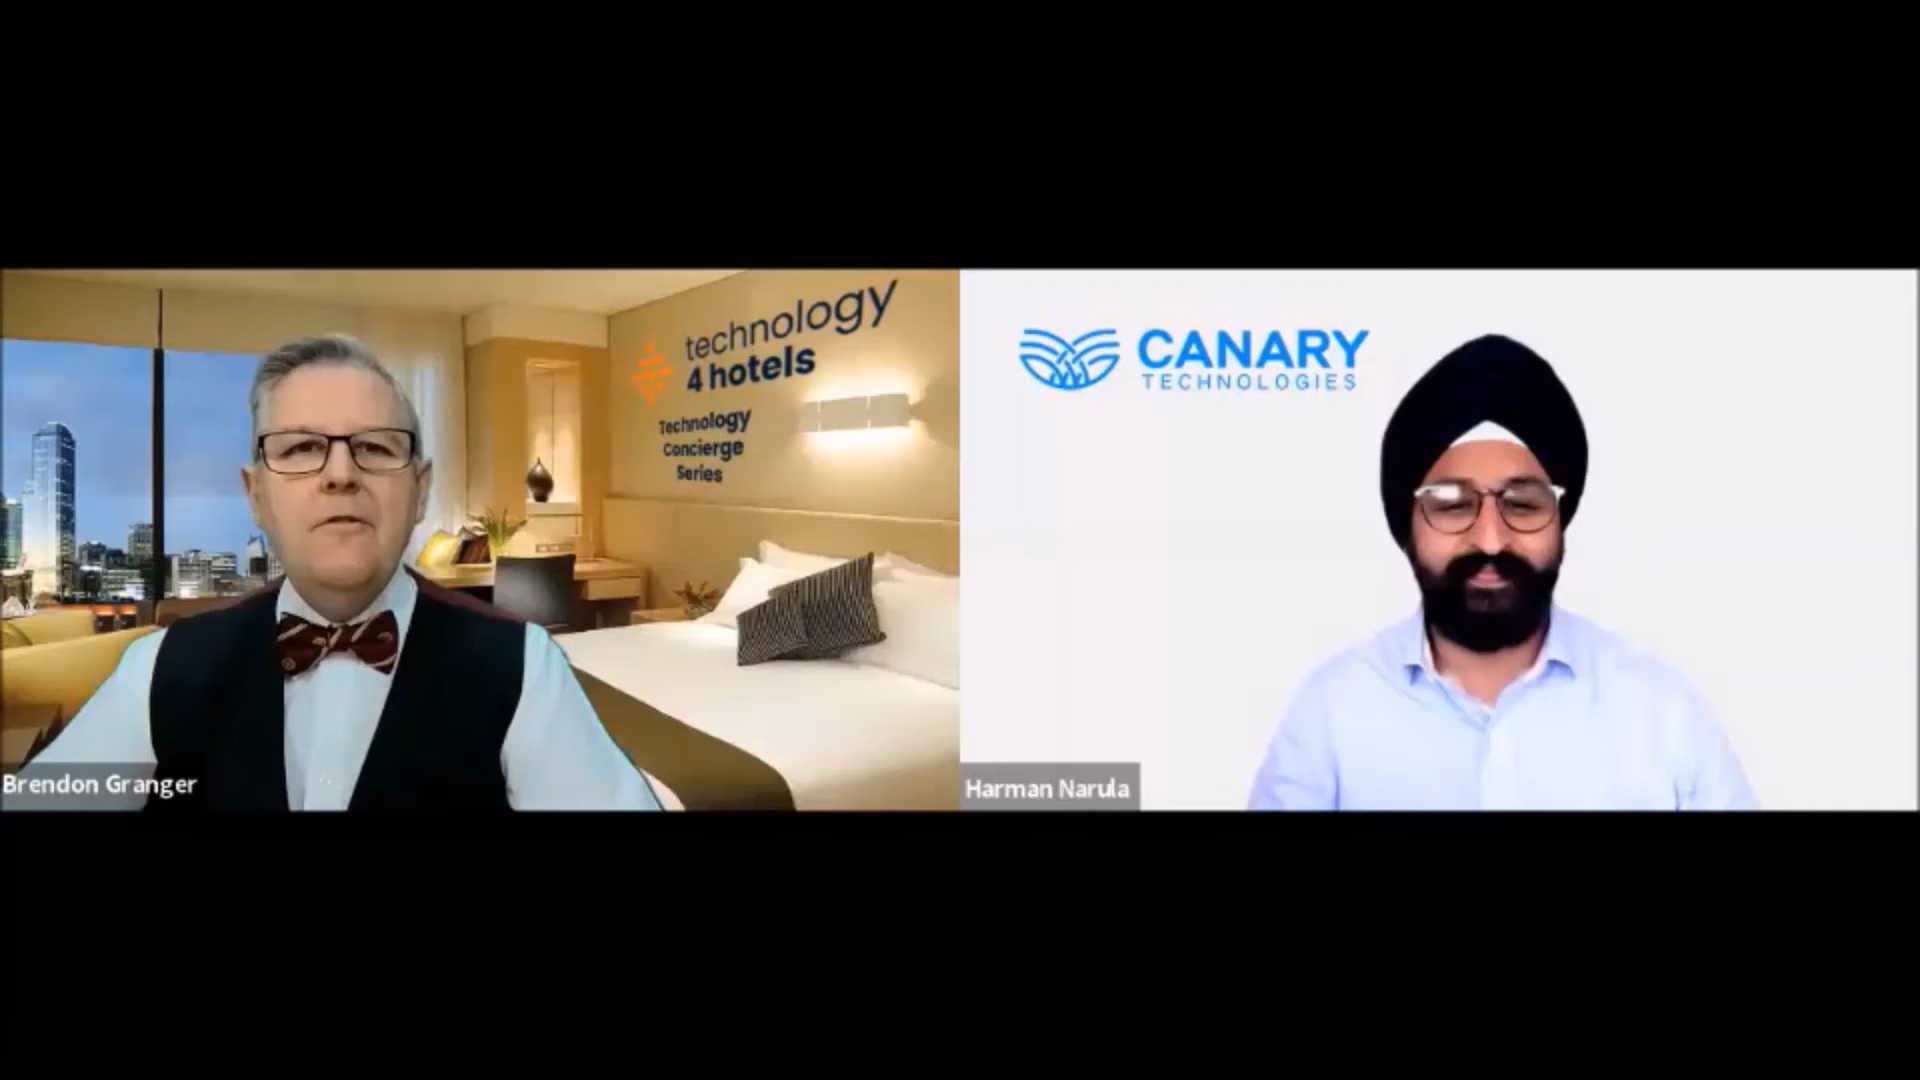 technology
4 hotels
Technology
Concierge
Series
Brendon Granger
CANARY
TECHNOLOGIES
Harman Narula